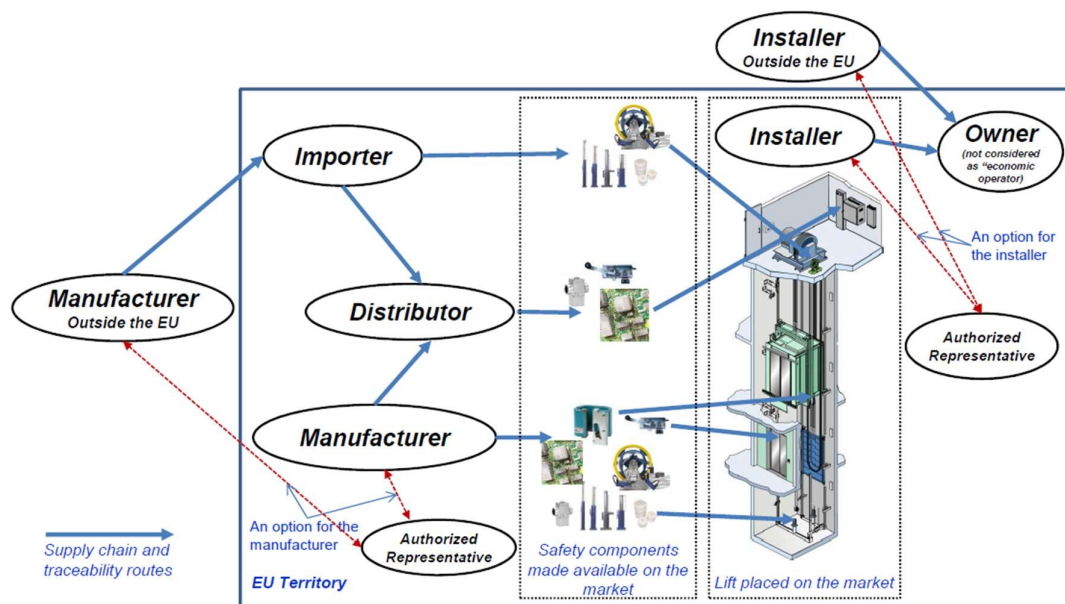 Installer
Outside the EU
Installer
Owner
(not considered
as “economic
operator)
Importer
Manufacturer
Outside the EU
Distributor
An option for
the installer
Authorized
Representative
Manufacturer
An option for the
manufacturer
Authorized
Representative
Supply chain and
traceability routes
EU Territory
Safety components
made available on the
market
Lift placed on the market